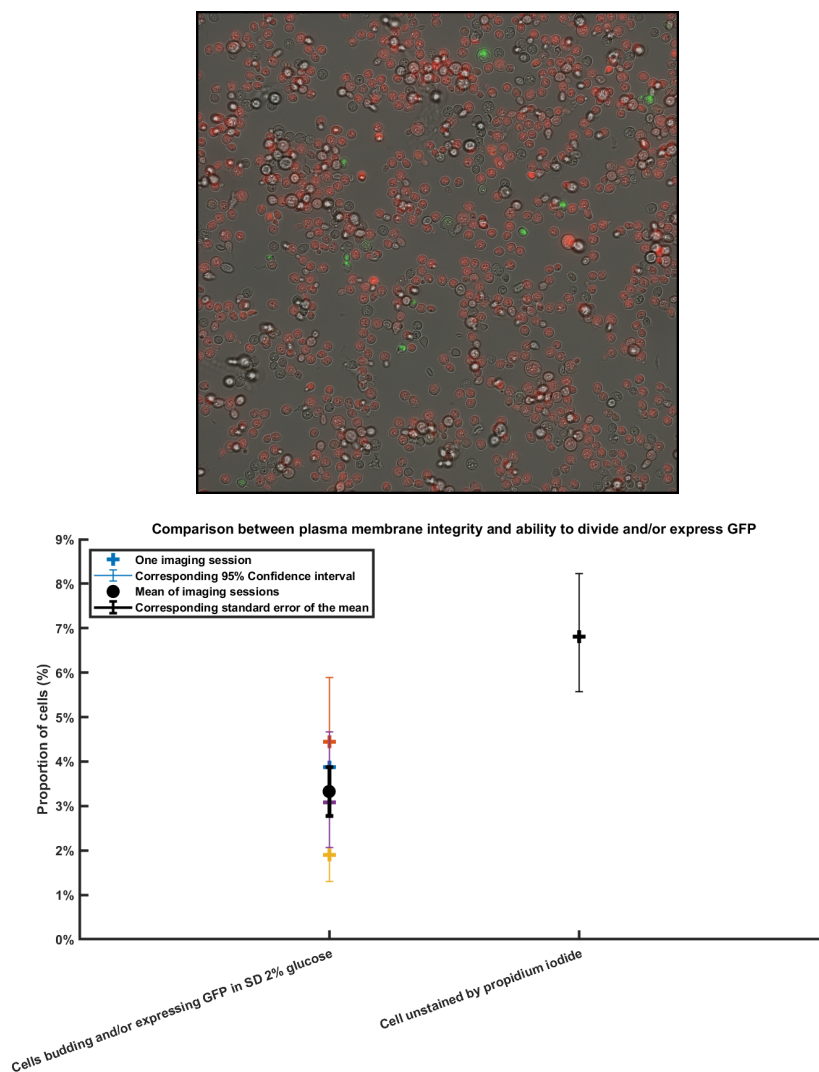 Comparison between plasma membrane integrity and ability to divide and/or express GFP
9%
8%
7%
6%
5%
4%
3%
2%
1%
0%
Proportion of cells (%)
One imaging session
Corresponding 95% Confidence interval
Mean of imaging sessions
Corresponding standard error of the mean
Cells budding and/or expressing GFP in SD 2% glucose
Cell unstained by propidium iodide